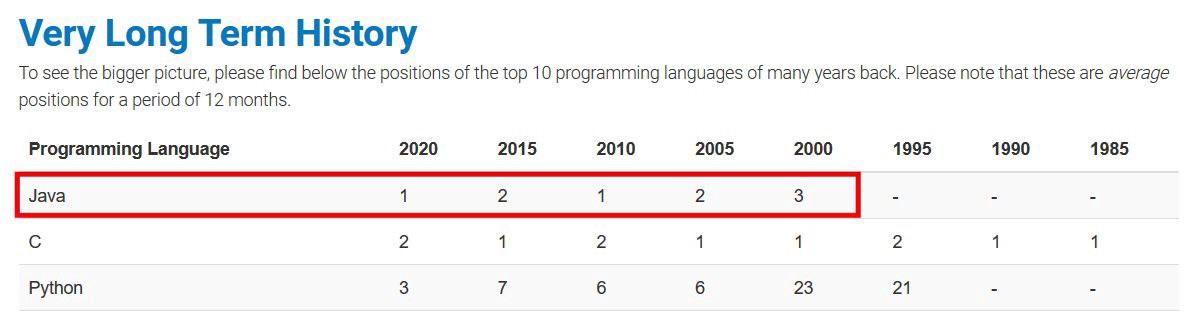 Very Long Term History
To see the bigger picture, please find below the positions of the top 10 programming languages of many years back. Please note that these are average
positions for a period of 12 months.
Programming Language 2020 2015 2010 2005 2000 1995 1990 1985
Java 1 2 1 2 3 - - -
C 2 1 2 1 1 2 1 1
Python 3 7 6 6 23 21 - -